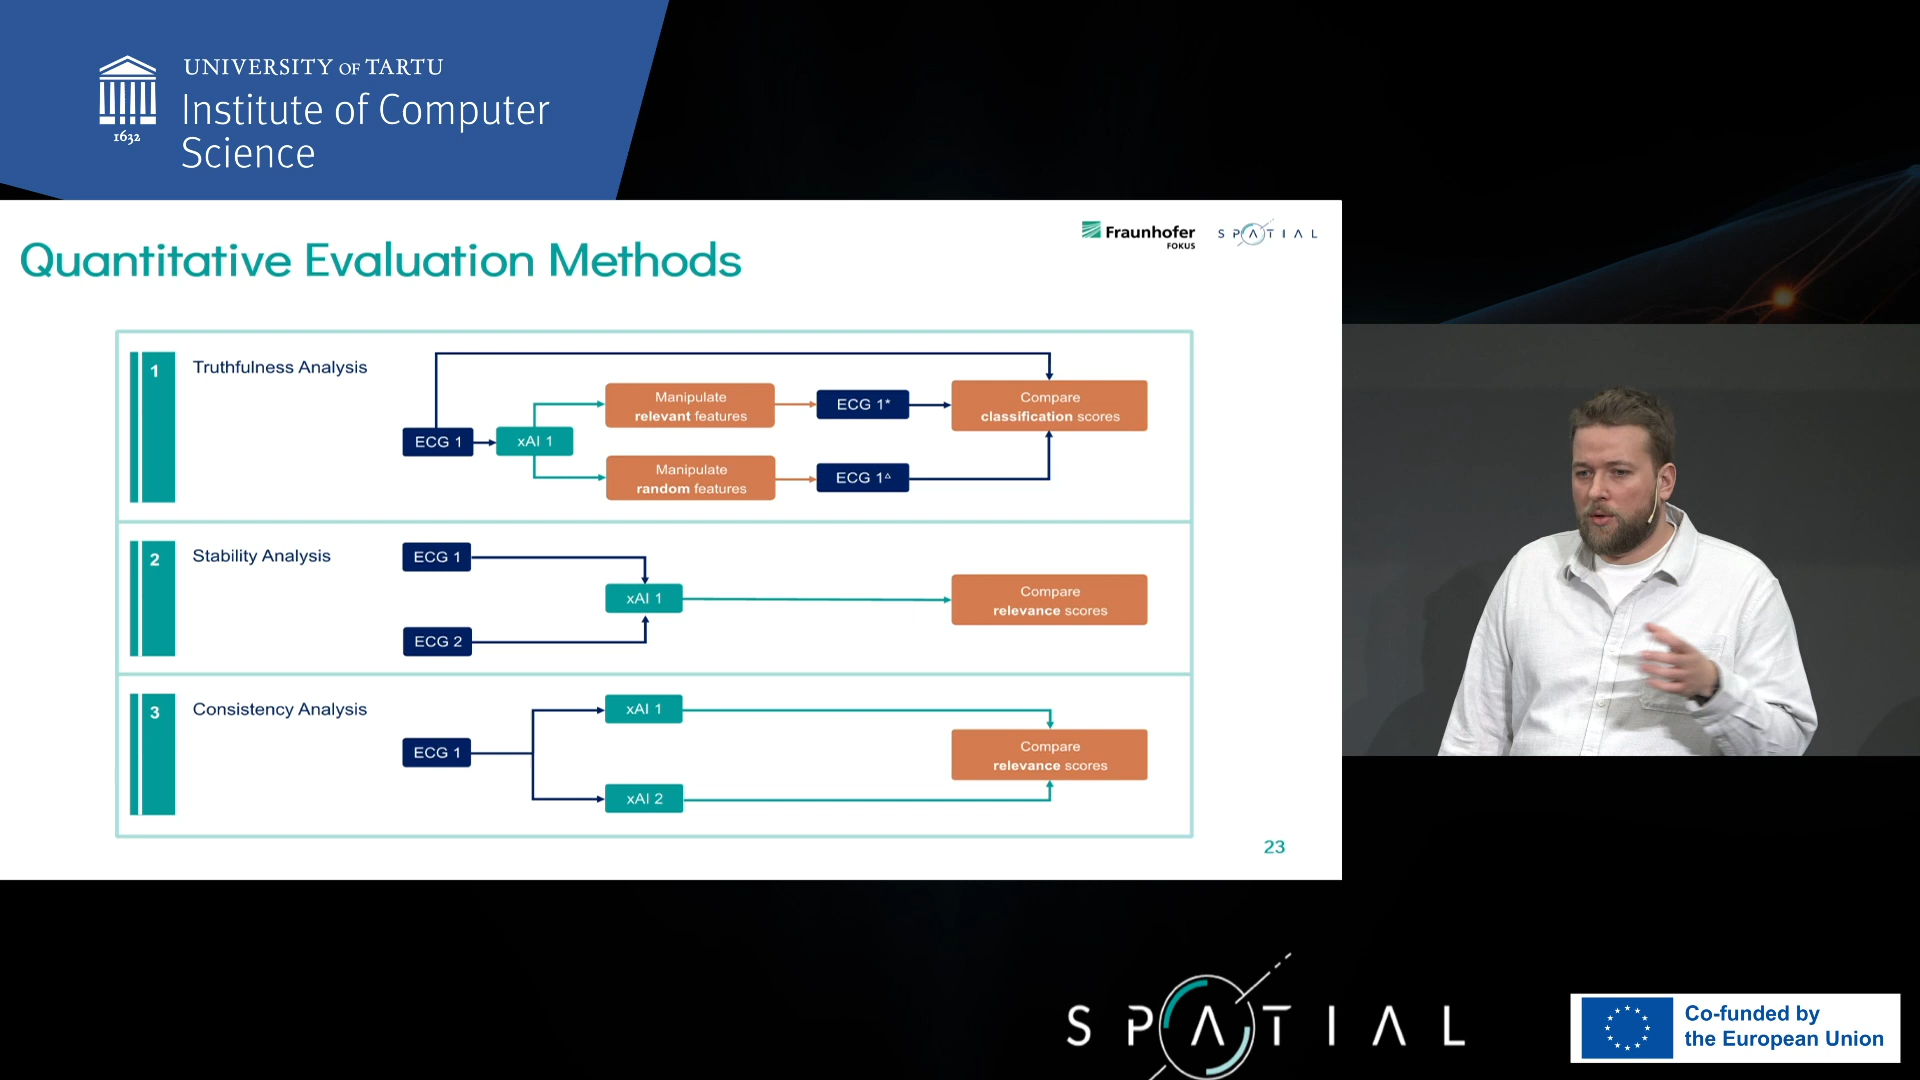 UNIVERSITY OF TARTU
Institute of Computer
Science
1632
Fraunhofer
FOKUS
SPATIAL
Quantitative Evaluation Methods
1
Truthfulness Analysis
ECG 1
xAI 1
Manipulate
relevant features
ECG 1*
Compare
classification scores
Manipulate
random features
ECG 1△
2
Stability Analysis
ECG 1
xAI 1
ECG 2
Compare
relevance scores
3
Consistency Analysis
ECG 1
xAI 1
xAI 2
Compare
relevance scores
23
SPATIAL
Co-funded by
the European Union